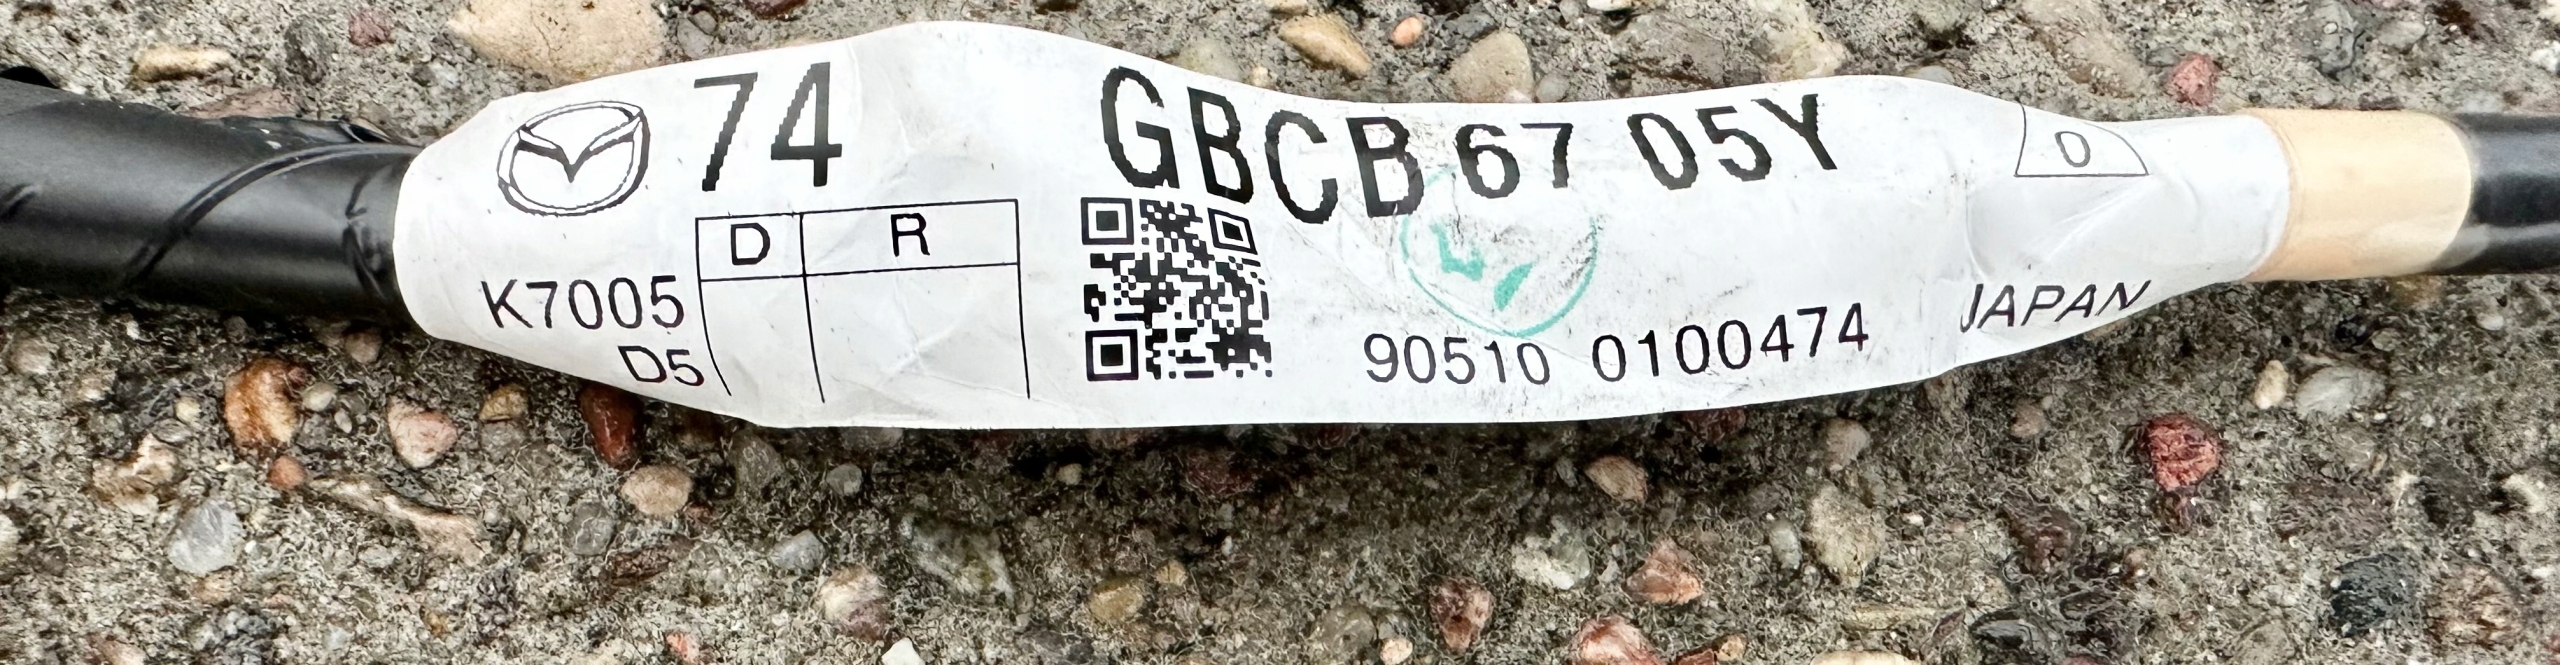 74 GBCB 67 05Y
0
D R
K7005
D5
90510 0100474
JAPAN